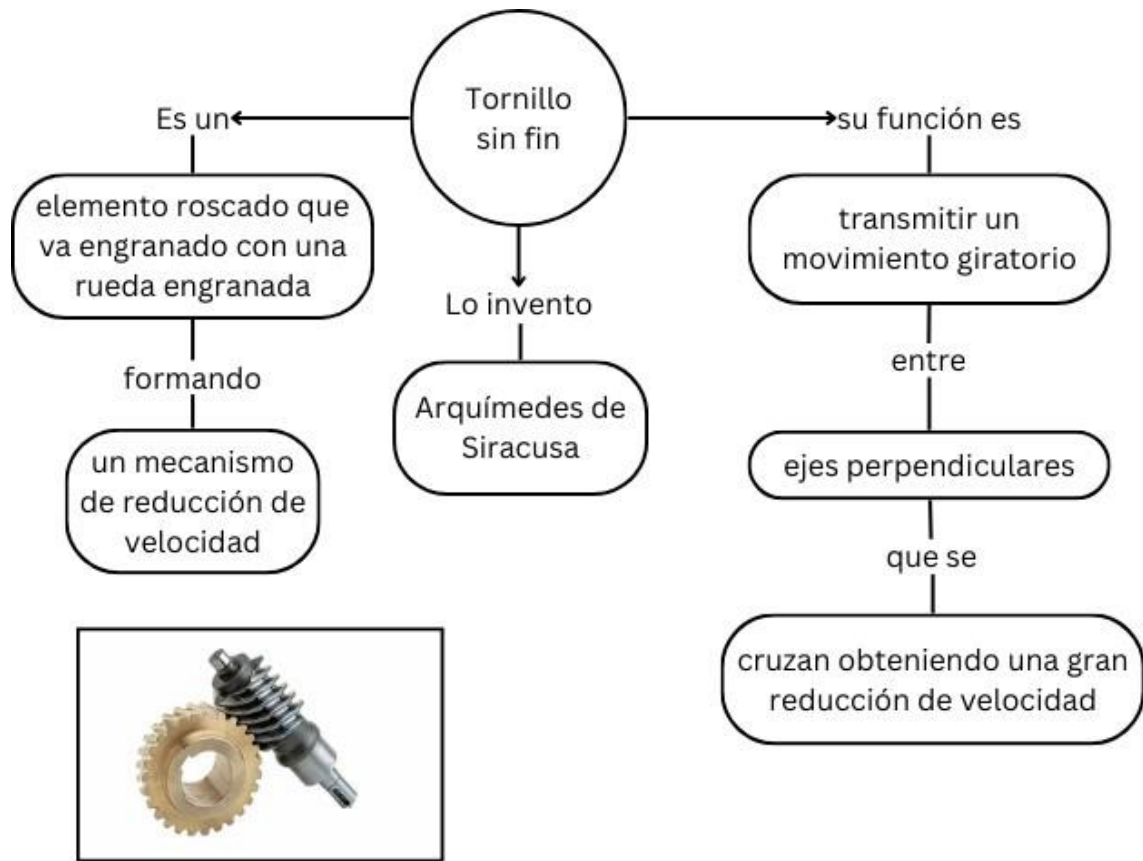 Tornillo
sin fin
Es un
elemento roscado que
va engranado con una
rueda engranada
formando
un mecanismo
de reducción de
velocidad
Lo invento
Arquímedes de
Siracusa
su función es
transmitir un
movimiento giratorio
entre
ejes perpendiculares
que se
cruzan obteniendo una gran
reducción de velocidad